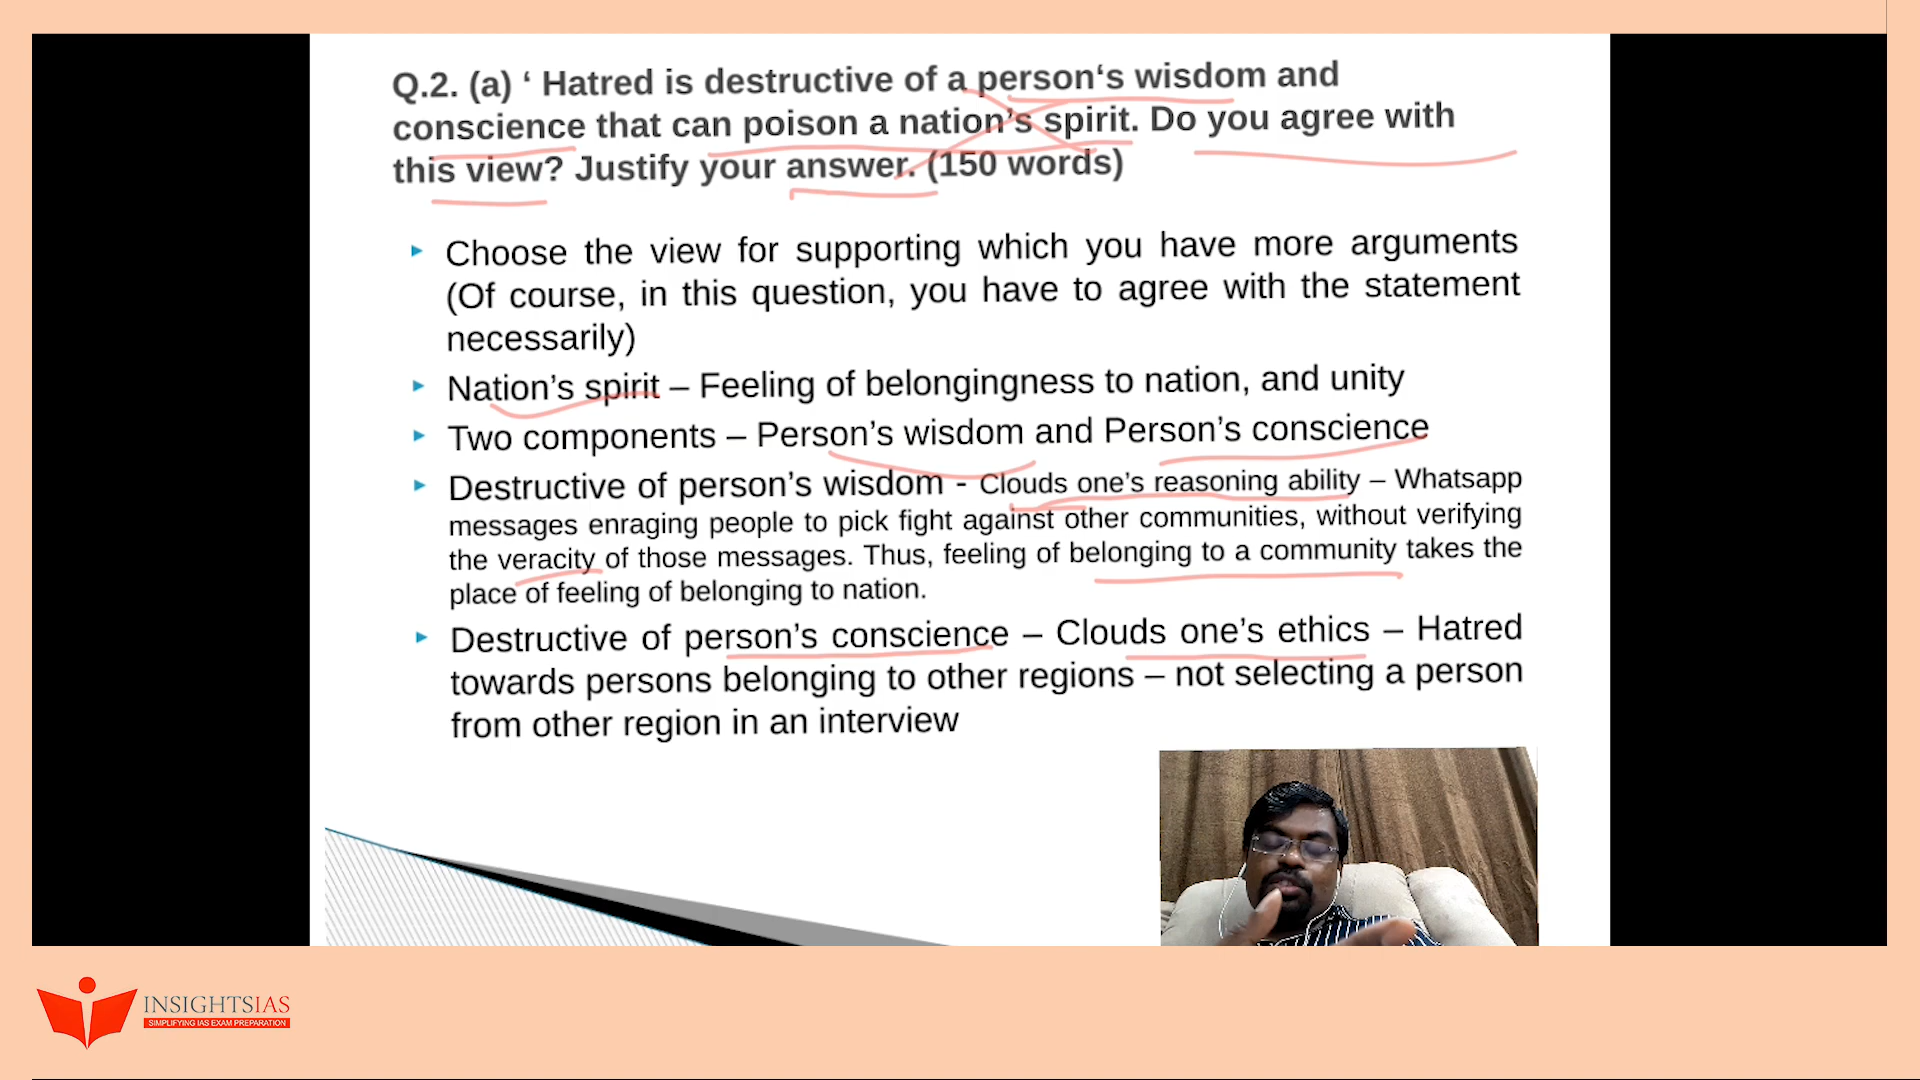 Q.2. (a) ‘ Hatred is destructive of a person‘s wisdom and
conscience that can poison a nation’s spirit. Do you agree with
this view? Justify your answer. (150 words)
Choose the view for supporting which you have more arguments
(Of course, in this question, you have to agree with the statement
necessarily)
Nation’s spirit – Feeling of belongingness to nation, and unity
Two components – Person’s wisdom and Person’s conscience
Destructive of person’s wisdom - Clouds one’s reasoning ability – Whatsapp
messages enraging people to pick fight against other communities, without verifying
the veracity of those messages. Thus, feeling of belonging to a community takes the
place of feeling of belonging to nation.
Destructive of person’s conscience – Clouds one’s ethics – Hatred
towards persons belonging to other regions – not selecting a person
from other region in an interview
INSIGHTSIAS
SIMPLIFYING IAS EXAM PREPARATION